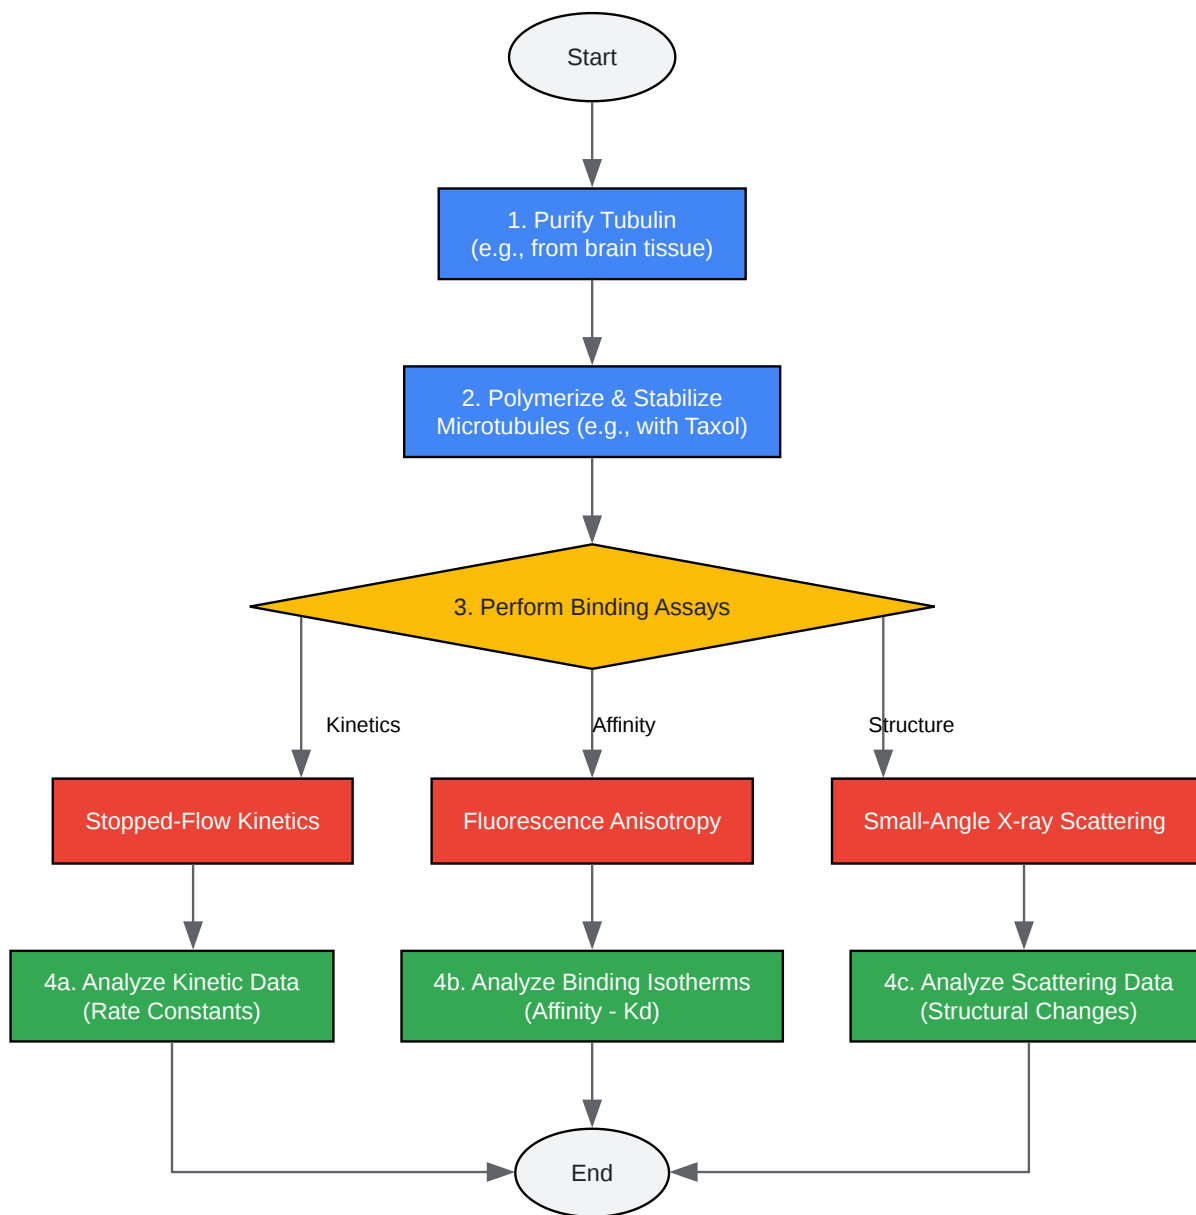 Start
1. Purify Tubulin
(e.g., from brain tissue)
2. Polymerize & Stabilize
Microtubules (e.g., with Taxol)
3. Perform Binding Assays
Kinetics
Affinity
Structure
Stopped-Flow Kinetics
Fluorescence Anisotropy
Small-Angle X-ray Scattering
4a. Analyze Kinetic Data
(Rate Constants)
4b. Analyze Binding Isotherms
(Affinity - Kd)
4c. Analyze Scattering Data
(Structural Changes)
End